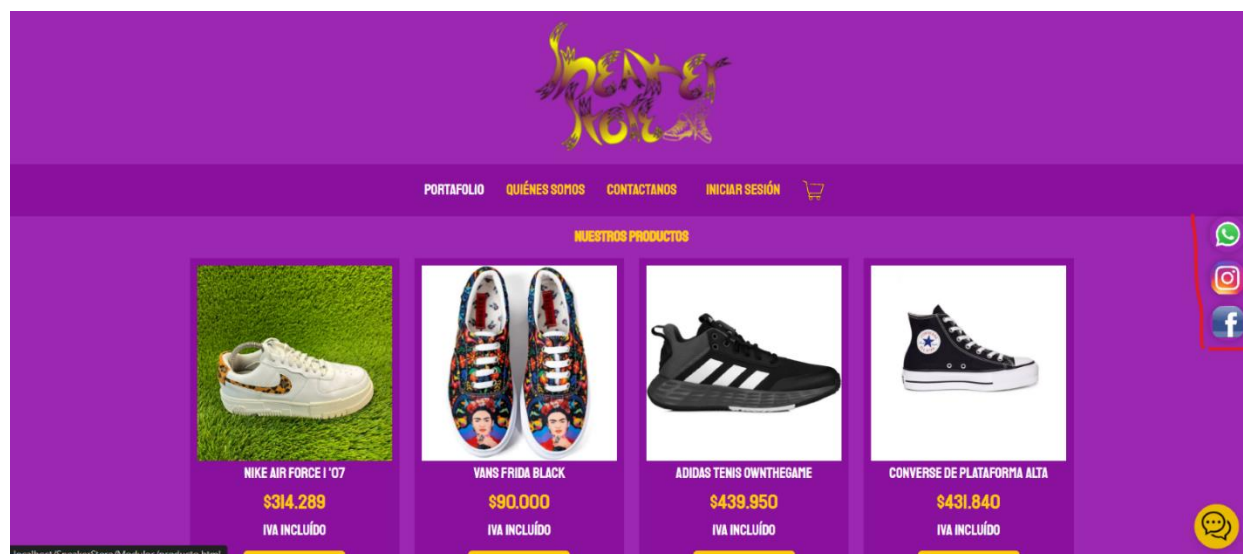 SNEAKER
STORE
PORTAFOLIO QUIÉNES SOMOS CONTACTANOS INICIAR SESIÓN
NUESTROS PRODUCTOS
NIKE AIR FORCE 1 '07 VANS FRIDA BLACK ADIDAS TENIS OWNTHEGAME CONVERSE DE PLATAFORMA ALTA
$314.289 $90.000 $439.950 $431.840
IVA INCLUÍDO IVA INCLUÍDO IVA INCLUÍDO IVA INCLUÍDO